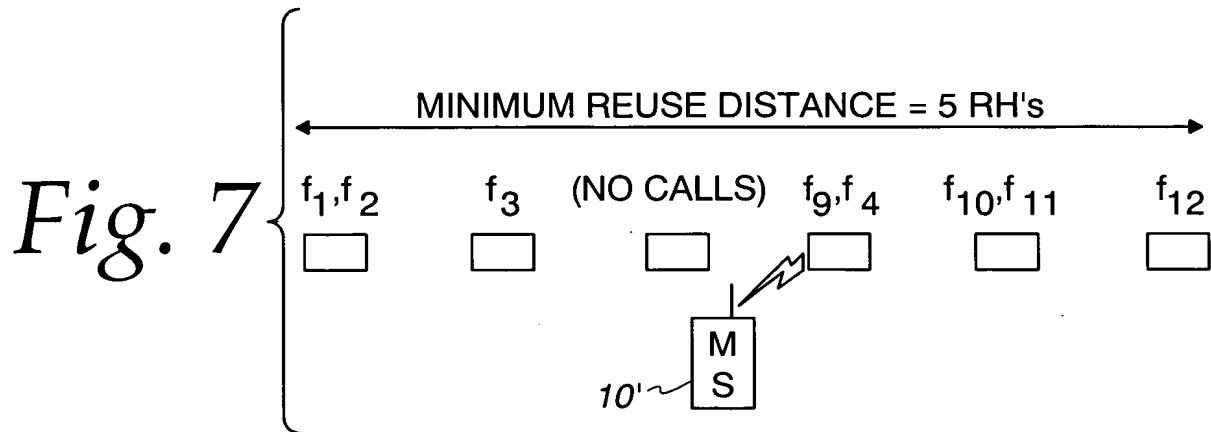 Fig. 7
MINIMUM REUSE DISTANCE = 5 RH's
f1,f2 f3 (NO CALLS) f9,f4 f10,f11 f12
M
S
10'